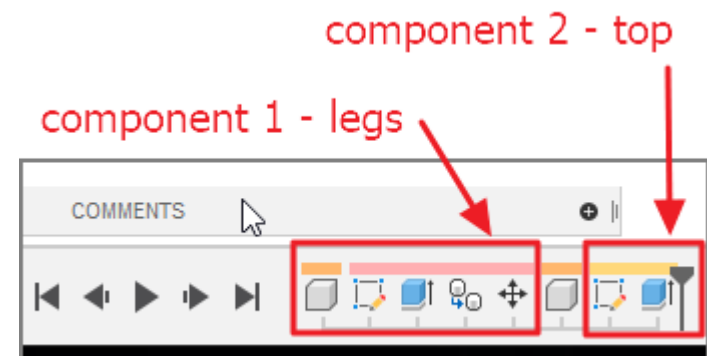 component 2 - top
component 1 - legs
COMMENTS